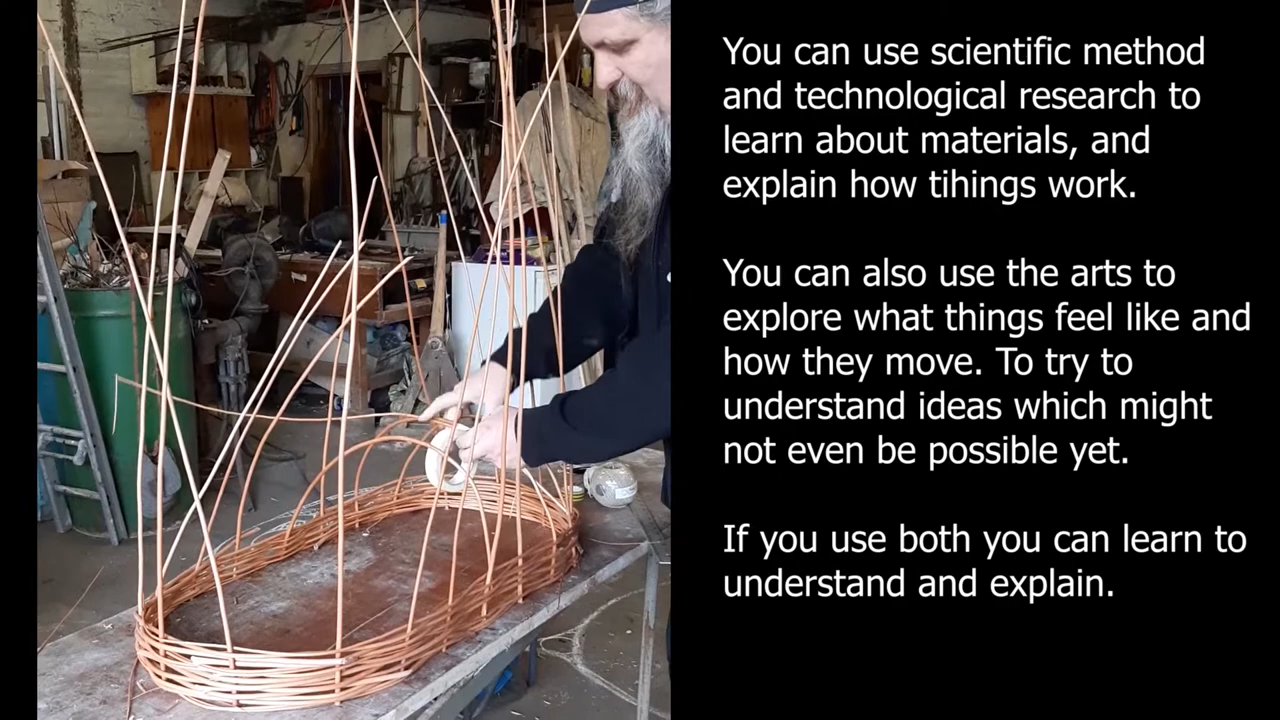 You can use scientific method
and technological research to
learn about materials, and
explain how tihings work.
You can also use the arts to
explore what things feel like and
how they move. To try to
understand ideas which might
not even be possible yet.
If you use both you can learn to
understand and explain.